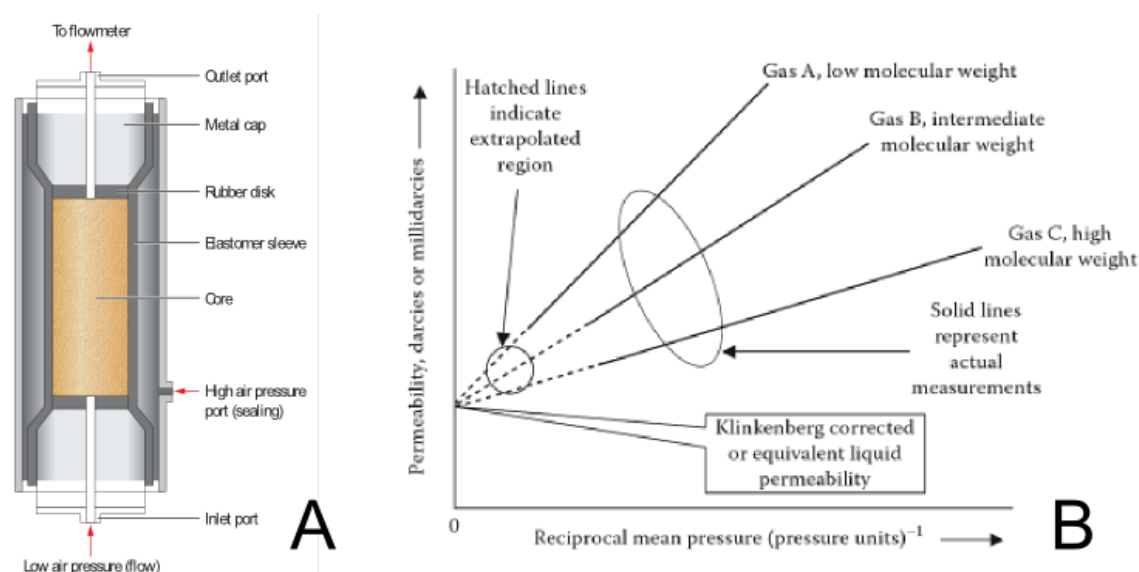 To flowmeter
Outlet port
Metal cap
Rubber disk
Elastomer sleeve
Core
High air pressure
port (sealing)
Inlet port
Low air pressure (flow)
A
Permeability, darcies or millidarcies
Hatched lines
indicate
extrapolated
region
Gas A, low molecular weight
Gas B, intermediate
molecular weight
Gas C, high
molecular weight
Solid lines
represent
actual
measurements
Klinkenberg corrected
or equivalent liquid
permeability
0
Reciprocal mean pressure (pressure units)⁻¹
B